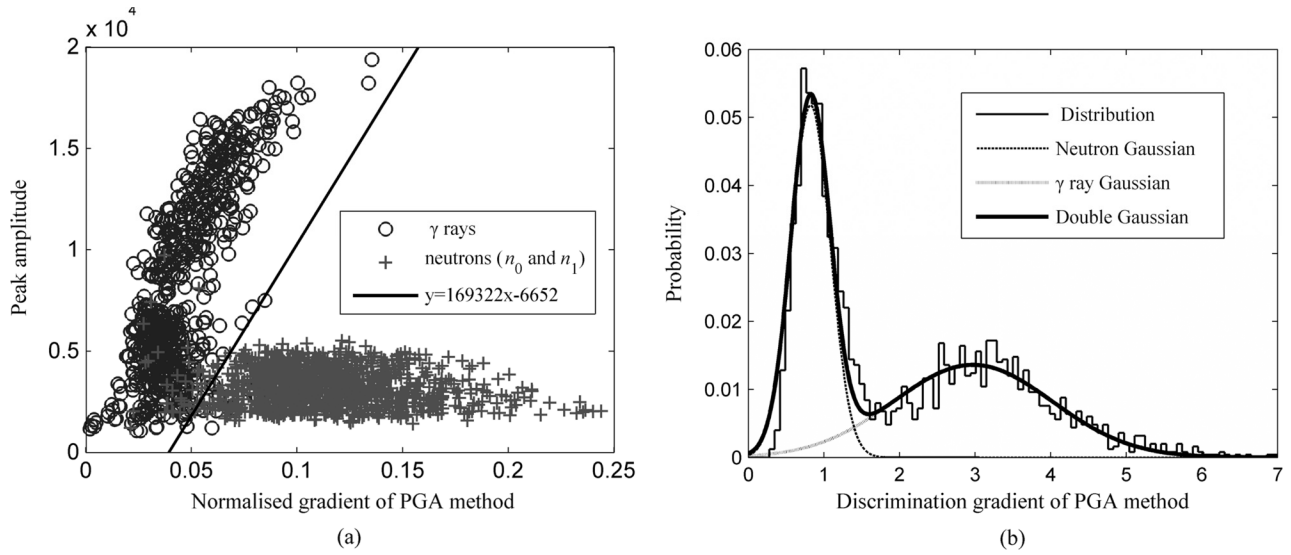 x 10⁴
2
1.5
1
0.5
0
0 0.05 0.1 0.15 0.2 0.25
Peak amplitude
γ rays
neutrons (n₀ and n₁)
y=169322x-6652
Normalised gradient of PGA method
(a)
0.06
0.05
0.04
0.03
0.02
0.01
0
0 1 2 3 4 5 6 7
Probability
Distribution
Neutron Gaussian
γ ray Gaussian
Double Gaussian
Discrimination gradient of PGA method
(b)